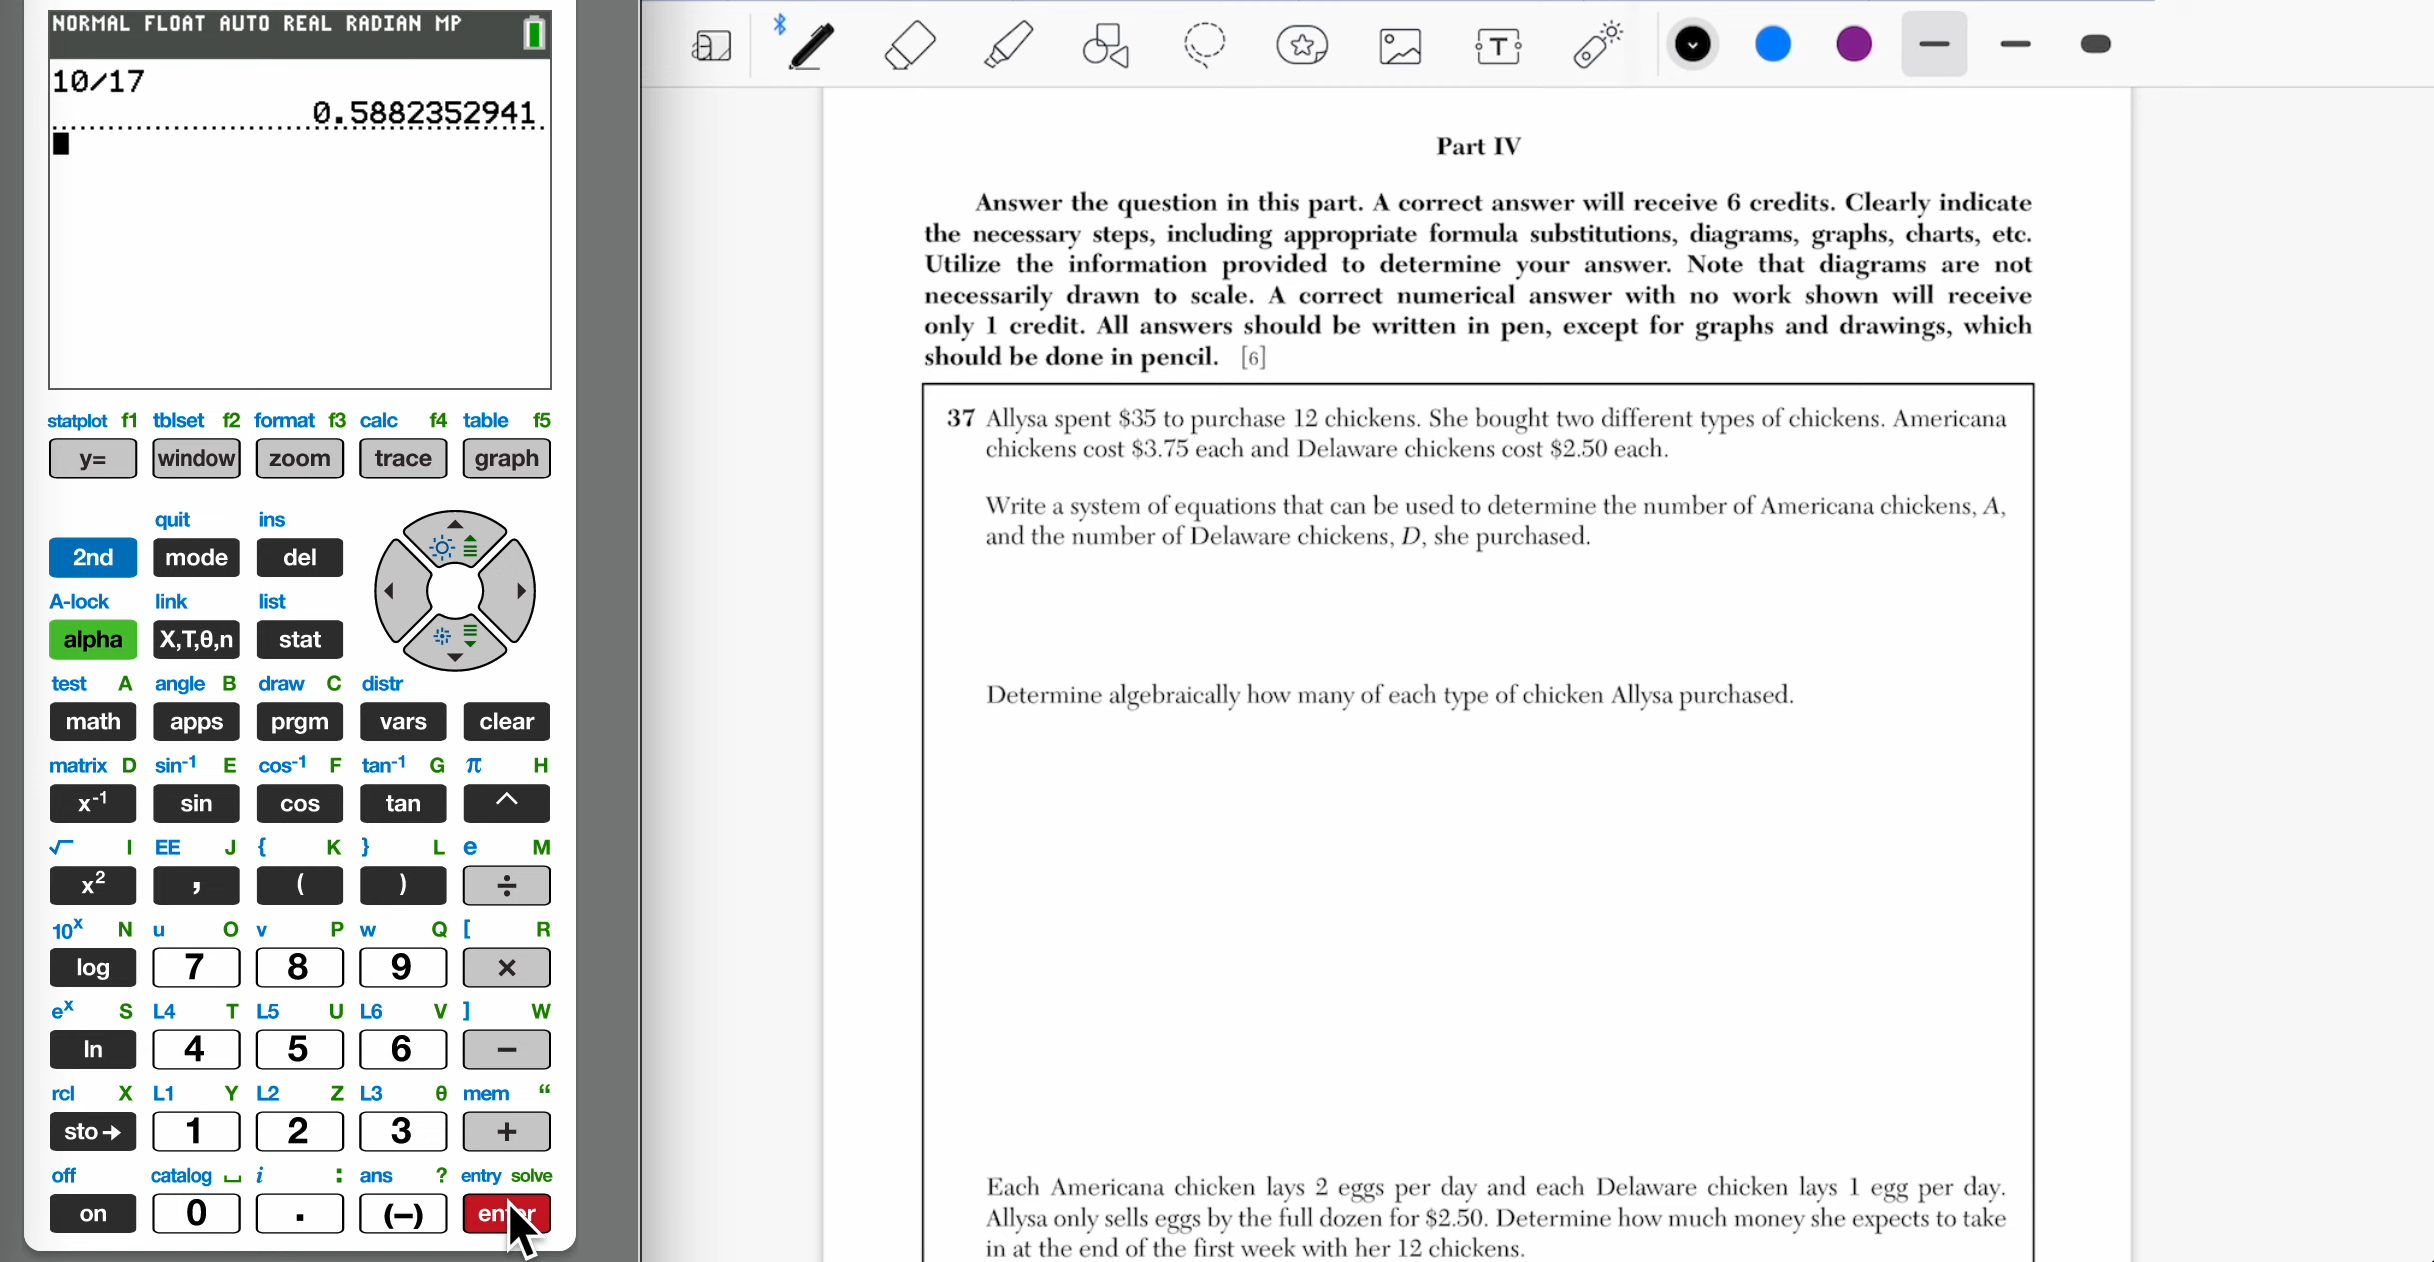 NORMAL FLOAT AUTO REAL RADIAN MP
10/17
0.5882352941
statplot f1 tblset f2 format f3 calc f4 table f5
y= window zoom trace graph
quit ins
2nd mode del
A-lock link list
alpha X,T,θ,n stat
test A angle B draw C distr
math apps prgm vars clear
matrix D sin-1 E cos-1 F tan-1 G π H
x-1 sin cos tan ^
√ I EE J { K } L e M
x2 , ( ) ÷
10x N u O v P w Q [ R
log 7 8 9 ×
ex S L4 T L5 U L6 V ] W
ln 4 5 6 −
rcl X L1 Y L2 Z L3 θ mem “
sto→ 1 2 3 +
off catalog ⎵ i : ans ? entry solve
on 0 . (–)
T
Part IV
Answer the question in this part. A correct answer will receive 6 credits. Clearly indicate
the necessary steps, including appropriate formula substitutions, diagrams, graphs, charts, etc.
Utilize the information provided to determine your answer. Note that diagrams are not
necessarily drawn to scale. A correct numerical answer with no work shown will receive
only 1 credit. All answers should be written in pen, except for graphs and drawings, which
should be done in pencil. [6]
37 Allysa spent $35 to purchase 12 chickens. She bought two different types of chickens. Americana
chickens cost $3.75 each and Delaware chickens cost $2.50 each.
Write a system of equations that can be used to determine the number of Americana chickens, A,
and the number of Delaware chickens, D, she purchased.
Determine algebraically how many of each type of chicken Allysa purchased.
Each Americana chicken lays 2 eggs per day and each Delaware chicken lays 1 egg per day.
Allysa only sells eggs by the full dozen for $2.50. Determine how much money she expects to take
in at the end of the first week with her 12 chickens.